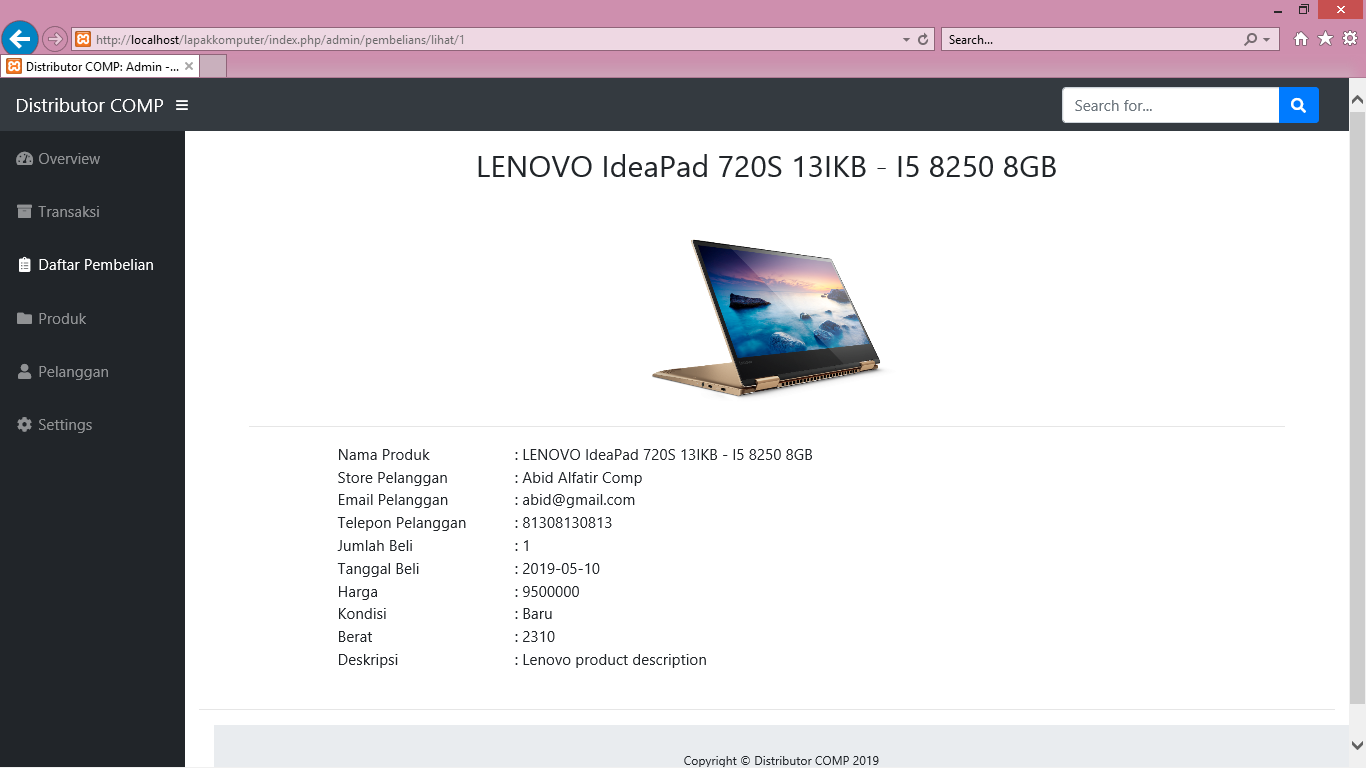 http://localhost/lapakkomputer/index.php/admin/pembelians/lihat/1
Search...
Distributor COMP: Admin -...
Distributor COMP
Search for...
Overview
Transaksi
Daftar Pembelian
Produk
Pelanggan
Settings
LENOVO IdeaPad 720S 13IKB - I5 8250 8GB
Nama Produk : LENOVO IdeaPad 720S 13IKB - I5 8250 8GB
Store Pelanggan : Abid Alfatir Comp
Email Pelanggan : abid@gmail.com
Telepon Pelanggan : 81308130813
Jumlah Beli : 1
Tanggal Beli : 2019-05-10
Harga : 9500000
Kondisi : Baru
Berat : 2310
Deskripsi : Lenovo product description
Copyright © Distributor COMP 2019